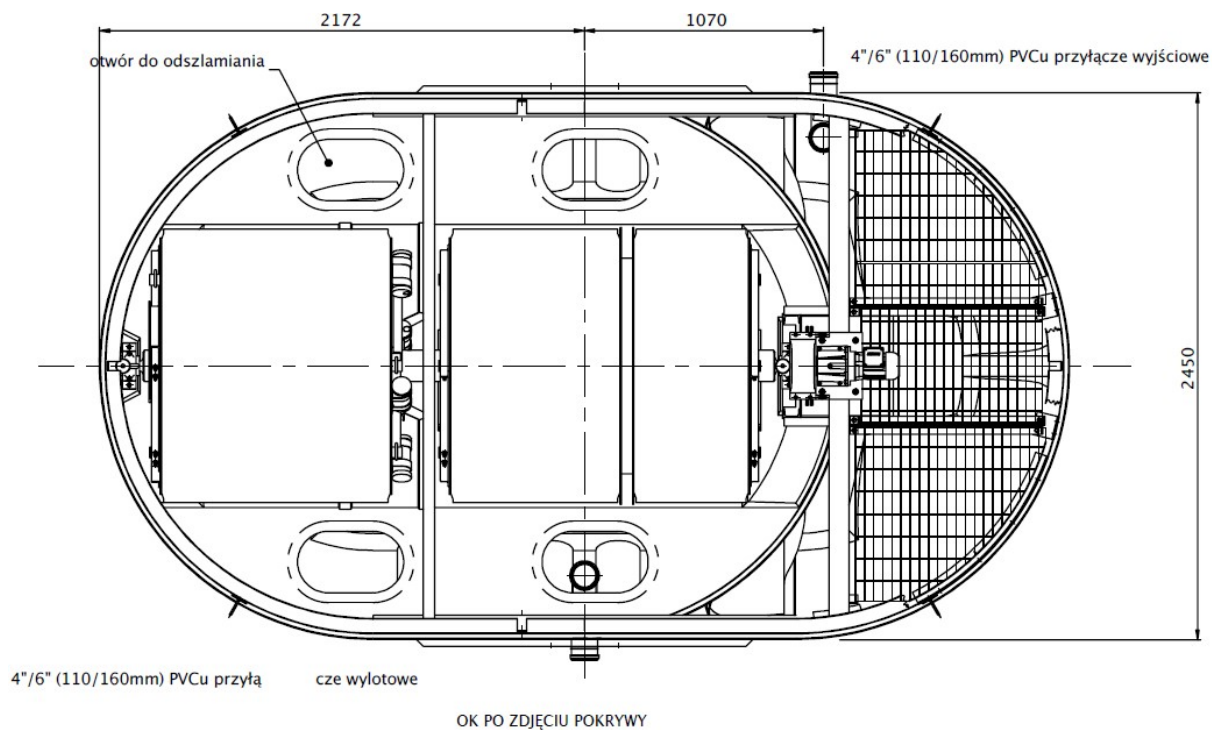 2172
1070
otwór do odszlamiania
4"/6" (110/160mm) PVCu przyłącze wyjściowe
2450
4"/6" (110/160mm) PVCu przyłą cze wylotowe
OK PO ZDJĘCIU POKRYWY